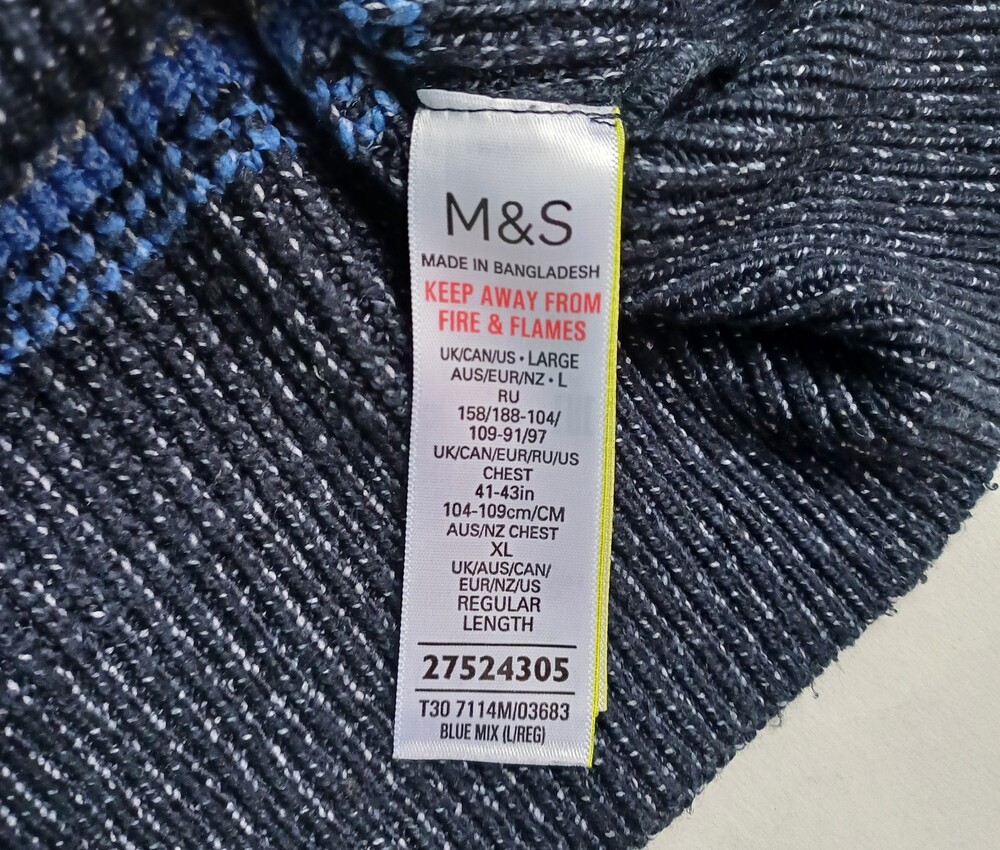 M&S
MADE IN BANGLADESH
KEEP AWAY FROM
FIRE & FLAMES
UK/CAN/US • LARGE
AUS/EUR/NZ • L
RU
158/188-104/
109-91/97
UK/CAN/EUR/RU/US
CHEST
41-43in
104-109cm/CM
AUS/NZ CHEST
XL
UK/AUS/CAN/
EUR/NZ/US
REGULAR
LENGTH
27524305
T30 7114M/03683
BLUE MIX (L/REG)